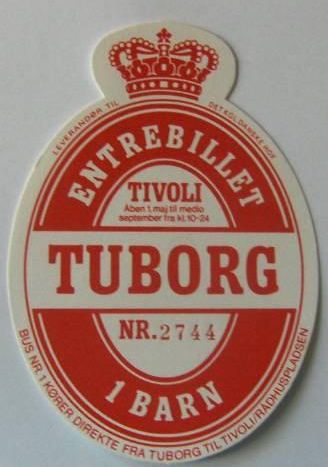 LEVERANDØR TIL DET KGL. DANSKE HOF
ENTREBILLET
TIVOLI
Åben 1. maj til medio
september fra kl. 10-24
TUBORG
NR. 2744
1 BARN
BUS NR. 1 KØRER DIREKTE FRA TUBORG TIL TIVOLI/RÅDHUSPLADSEN